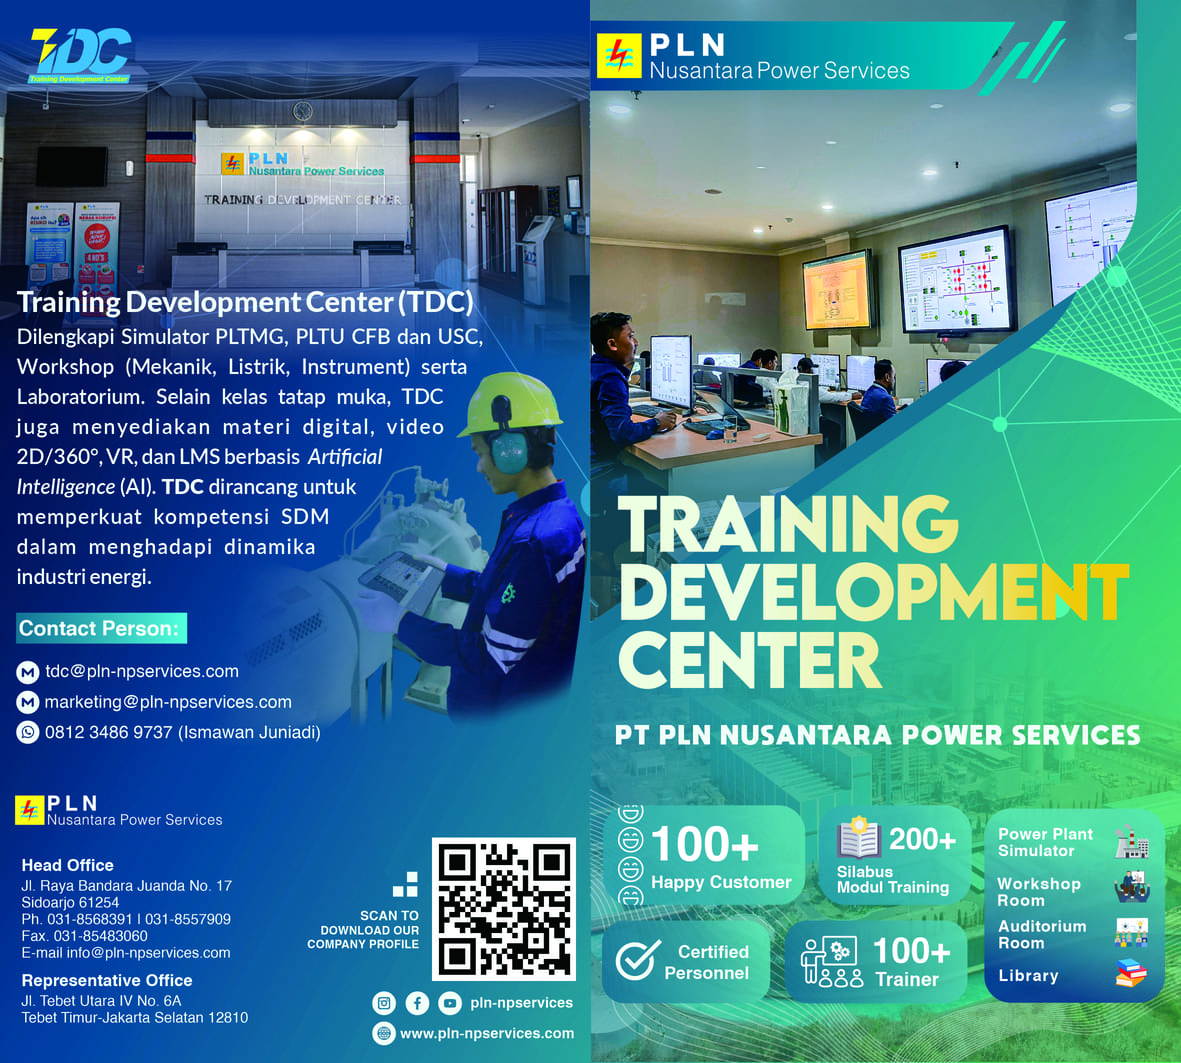 TDC
Training Development Center
PLN
Nusantara Power Services
TRAINING DEVELOPMENT CENTER
4 NO'S
Training Development Center (TDC)
Dilengkapi Simulator PLTMG, PLTU CFB dan USC,
Workshop (Mekanik, Listrik, Instrument) serta
Laboratorium. Selain kelas tatap muka, TDC
juga menyediakan materi digital, video
2D/360°, VR, dan LMS berbasis Artificial
Intelligence (AI). TDC dirancang untuk
memperkuat kompetensi SDM
dalam menghadapi dinamika
industri energi.
Contact Person:
tdc@pln-npservices.com
marketing@pln-npservices.com
0812 3486 9737 (Ismawan Juniadi)
PLN
Nusantara Power Services
Head Office
Jl. Raya Bandara Juanda No. 17
Sidoarjo 61254
Ph. 031-8568391 I 031-8557909
Fax. 031-85483060
E-mail info@pln-npservices.com
Representative Office
Jl. Tebet Utara IV No. 6A
Tebet Timur-Jakarta Selatan 12810
SCAN TO
DOWNLOAD OUR
COMPANY PROFILE
pln-npservices
www.pln-npservices.com
PLN
Nusantara Power Services
TRAINING
DEVELOPMENT
CENTER
PT PLN NUSANTARA POWER SERVICES
100+
Happy Customer
200+
Silabus
Modul Training
Certified
Personnel
100+
Trainer
Power Plant
Simulator
Workshop
Room
Auditorium
Room
Library